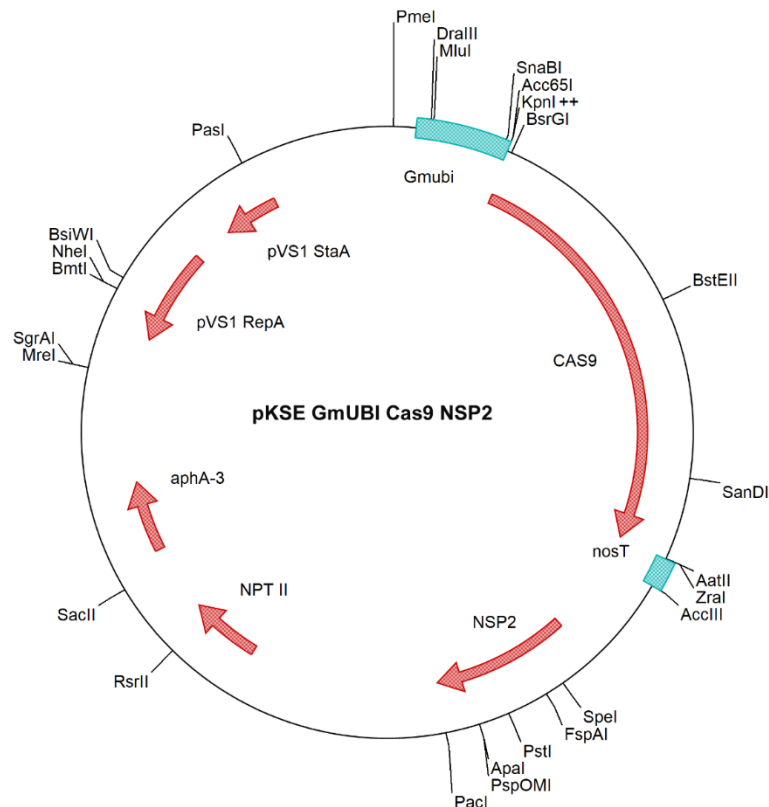 PmeI
DraIII
MluI
SnaBI
Acc65I
KpnI ++
BsrGI
PasI
Gmubi
pVS1 StaA
BsiWI
NheI
BmtI
BstEII
pVS1 RepA
SgrAI
MreI
CAS9
pKSE GmUBI Cas9 NSP2
aphA-3
SanDI
nosT
AatII
ZraI
AccIII
NPT II
NSP2
SacII
RsrII
SpeI
FspAI
PstI
ApaI
PspOMI
PacI